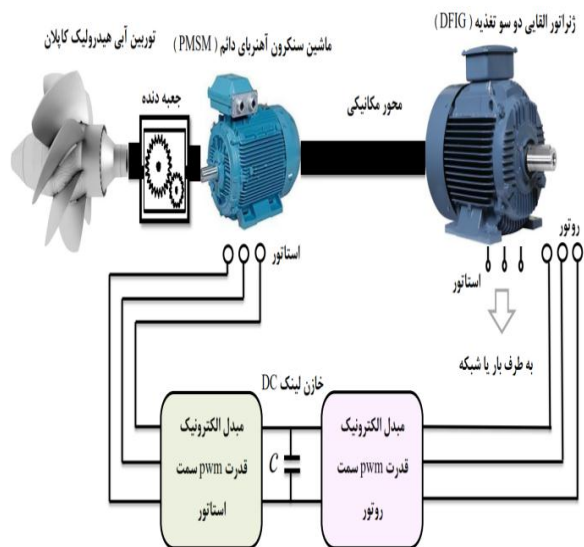 ژنراتور القایی دو سو تغذیه (DFIG)
ماشین سنکرون آهنربای دائم (PMSM)
توربین آبی هیدرولیک کاپلان
جعبه دنده
محور مکانیکی
روتور
استاتور
استاتور
به طرف بار یا شبکه
خازن لینک DC
مبدل الکترونیک
قدرت pwm سمت
استاتور
C
مبدل الکترونیک
قدرت pwm سمت
روتور